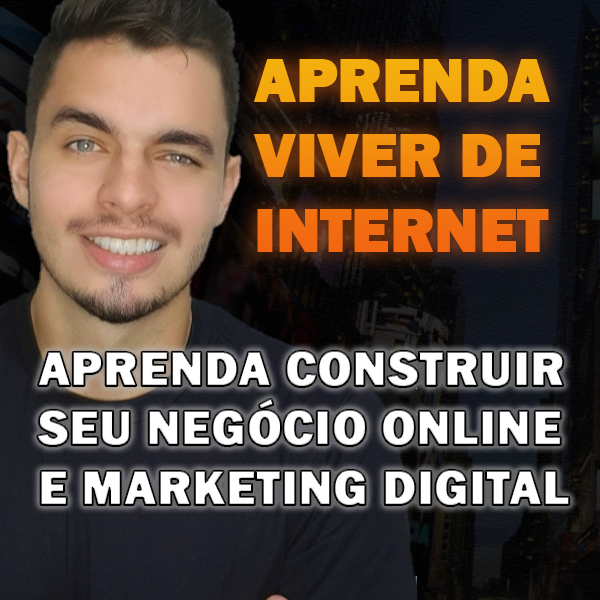 APRENDA
VIVER DE
INTERNET
APRENDA CONSTRUIR
SEU NEGÓCIO ONLINE
E MARKETING DIGITAL